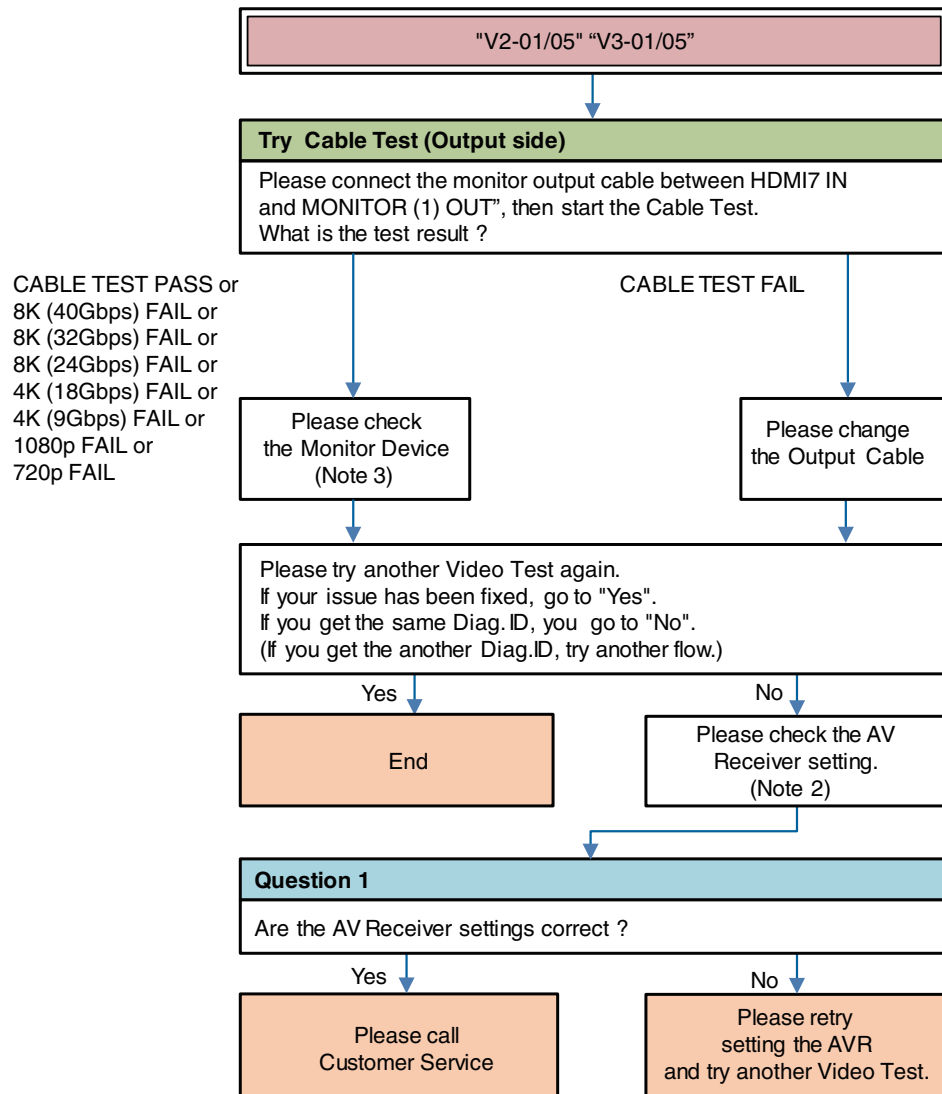 "V2-01/05" “V3-01/05”
Try Cable Test (Output side)
Please connect the monitor output cable between HDMI7 IN
and MONITOR (1) OUT”, then start the Cable Test.
What is the test result ?
CABLE TEST PASS or
8K (40Gbps) FAIL or
8K (32Gbps) FAIL or
8K (24Gbps) FAIL or
4K (18Gbps) FAIL or
4K (9Gbps) FAIL or
1080p FAIL or
720p FAIL
CABLE TEST FAIL
Please check
the Monitor Device
(Note 3)
Please change
the Output Cable
Please try another Video Test again.
If your issue has been fixed, go to "Yes".
If you get the same Diag.ID, you go to "No".
(If you get the another Diag.ID, try another flow.)
Yes
No
End
Please check the AV
Receiver setting.
(Note 2)
Question 1
Are the AV Receiver settings correct ?
Yes
No
Please call
Customer Service
Please retry
setting the AVR
and try another Video Test.